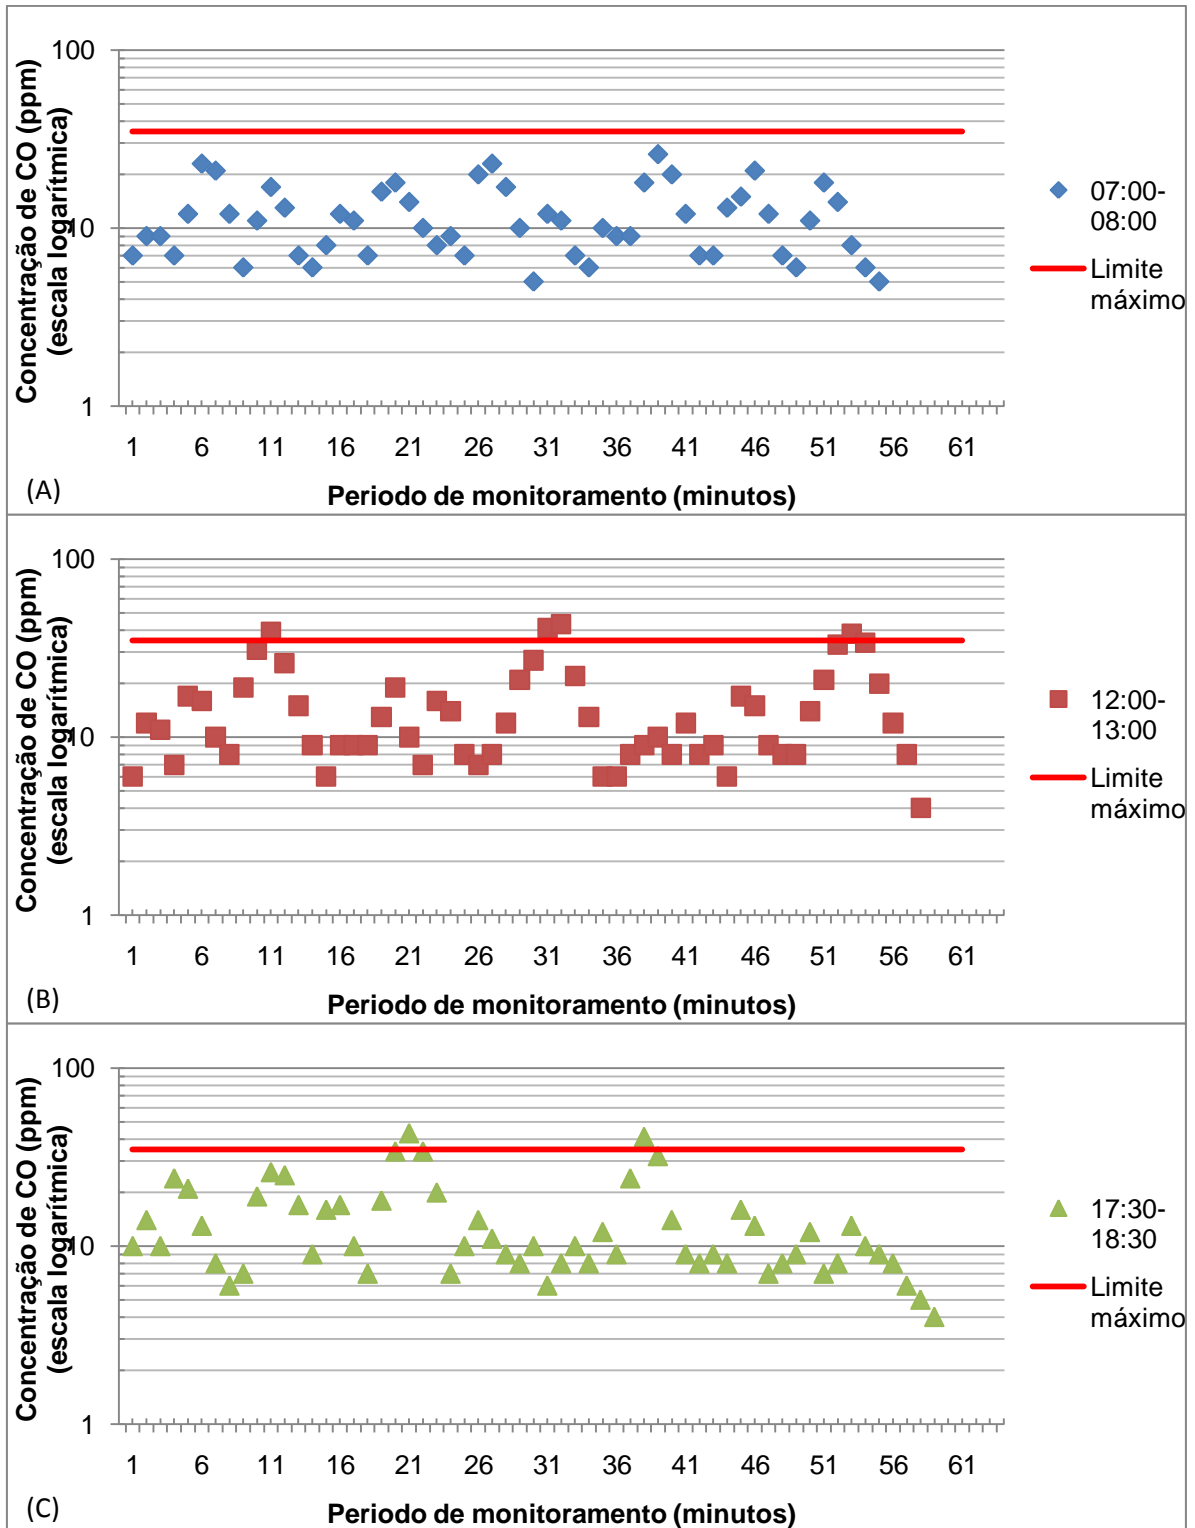 Concentração de CO (ppm)
(escala logarítmica)
100
10
1
1 6 11 16 21 26 31 36 41 46 51 56 61
Periodo de monitoramento (minutos)
(A)
07:00-
08:00
Limite
máximo
Concentração de CO (ppm)
(escala logarítmica)
100
10
1
1 6 11 16 21 26 31 36 41 46 51 56 61
Periodo de monitoramento (minutos)
(B)
12:00-
13:00
Limite
máximo
Concentração de CO (ppm)
(escala logarítmica)
100
10
1
1 6 11 16 21 26 31 36 41 46 51 56 61
Periodo de monitoramento (minutos)
(C)
17:30-
18:30
Limite
máximo